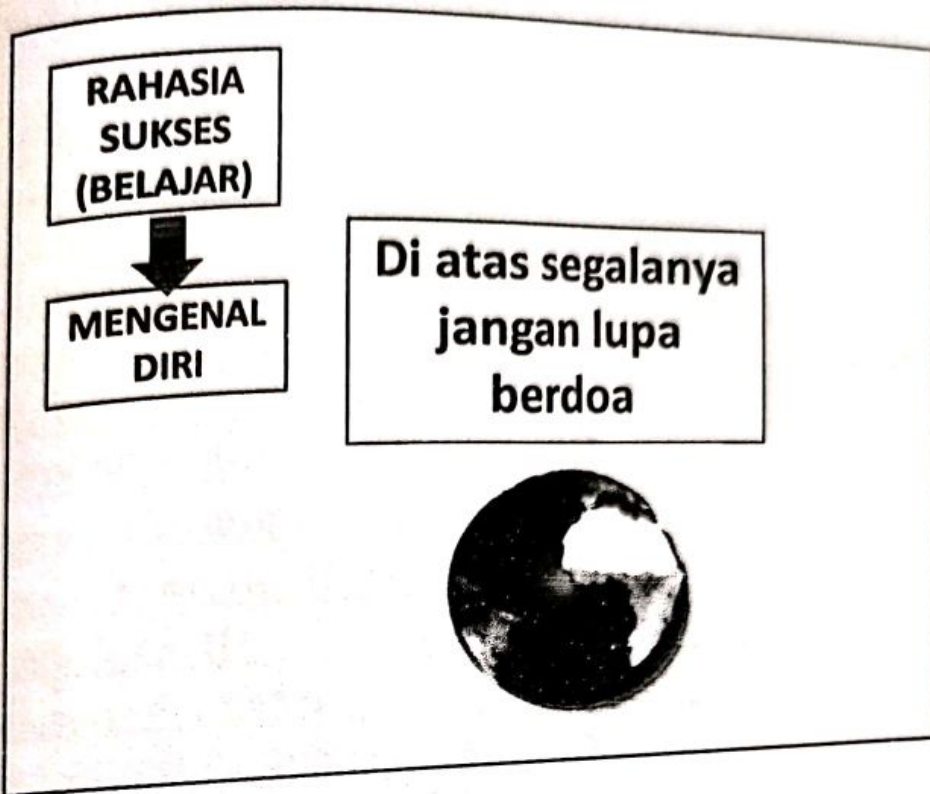 RAHASIA
SUKSES
(BELAJAR)
MENGENAL
DIRI
Di atas segalanya
jangan lupa
berdoa